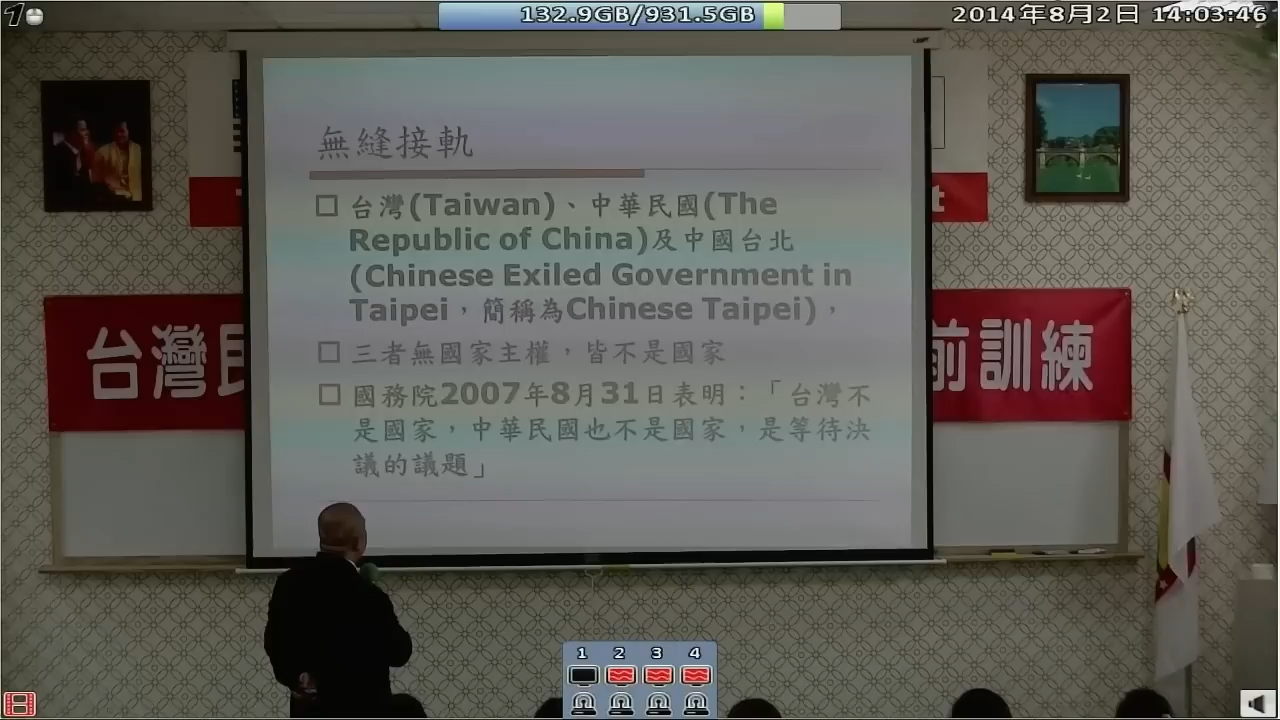 1
132.9GB/931.5GB
2014年8月2日 14:03:46
無縫接軌
台灣(Taiwan)、中華民國(The
Republic of China)及中國台北
(Chinese Exiled Government in
Taipei，簡稱為Chinese Taipei)，
三者無國家主權，皆不是國家
國務院2007年8月31日表明：「台灣不
是國家，中華民國也不是國家，是等待決
議的議題」
t
台灣民
前訓練
1 2 3 4